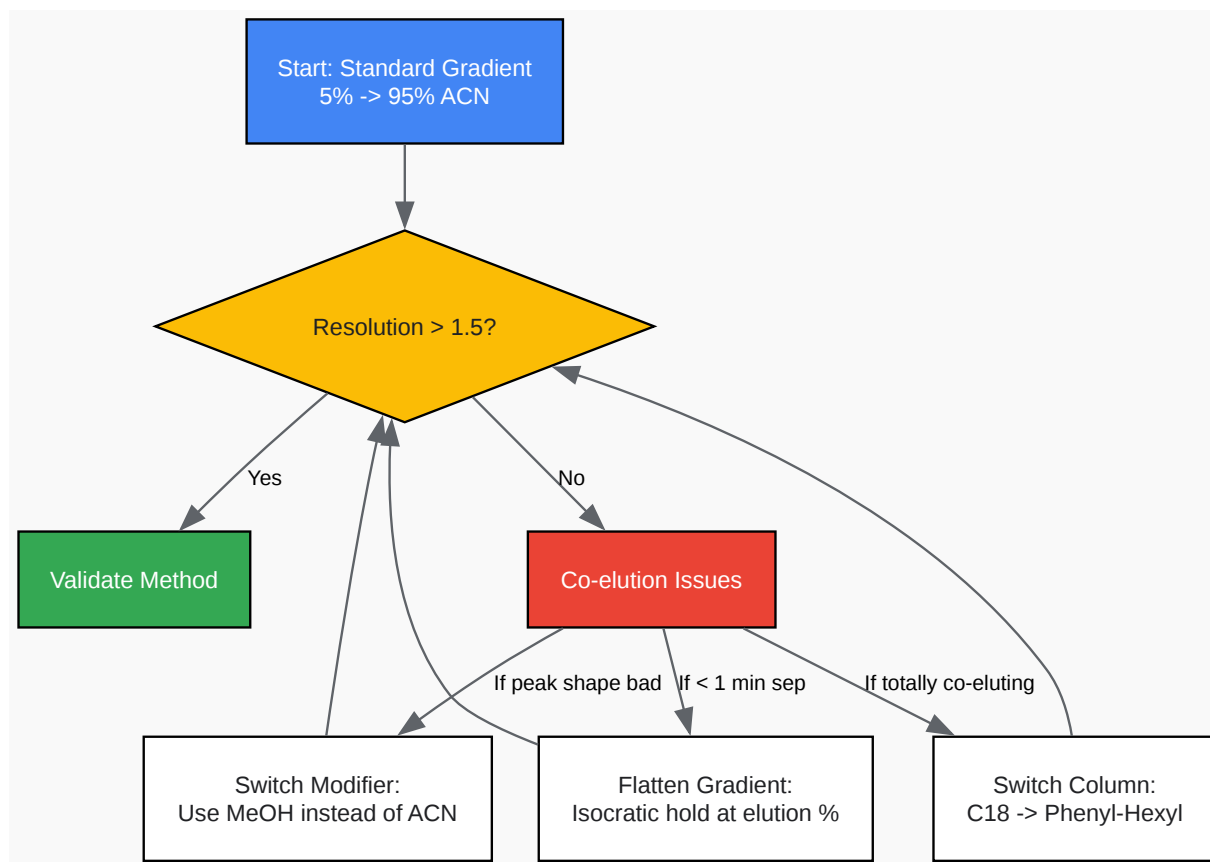 Start: Standard Gradient
5% -> 95% ACN
Resolution > 1.5?
Yes
No
Validate Method
Co-elution Issues
If peak shape bad
If < 1 min sep
If totally co-eluting
Switch Modifier:
Use MeOH instead of ACN
Flatten Gradient:
Isocratic hold at elution %
Switch Column:
C18 -> Phenyl-Hexyl